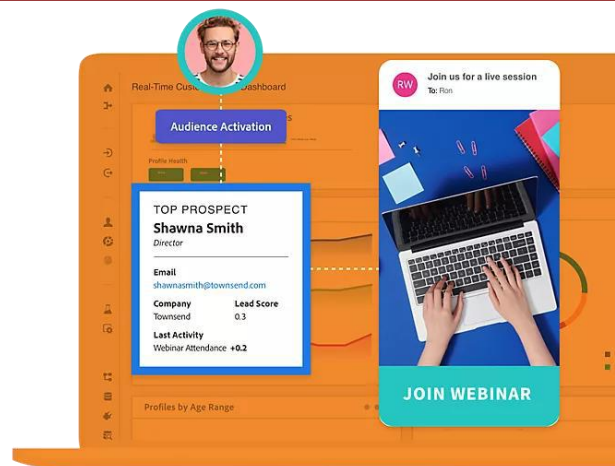 Real-Time Cus Dashboard
Audience Activation
Profile Health
TOP PROSPECT
Shawna Smith
Director
Email
shawnasmith@townsend.com
Company Lead Score
Townsend 0.3
Last Activity
Webinar Attendance +0.2
Profiles by Age Range
RW
Join us for a live session
To: Ron
JOIN WEBINAR